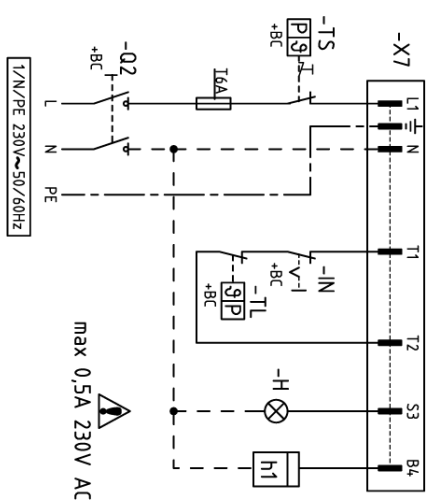 -X7
L1
N
T1
T2
S3
B4
-TS
P ϑ
+BC
-Q2
+BC
T6A
L
N
PE
1/N/PE 230V~50/60Hz
-IN
+BC
-TL
ϑ P
+BC
-H
h1
max 0,5A 230V AC